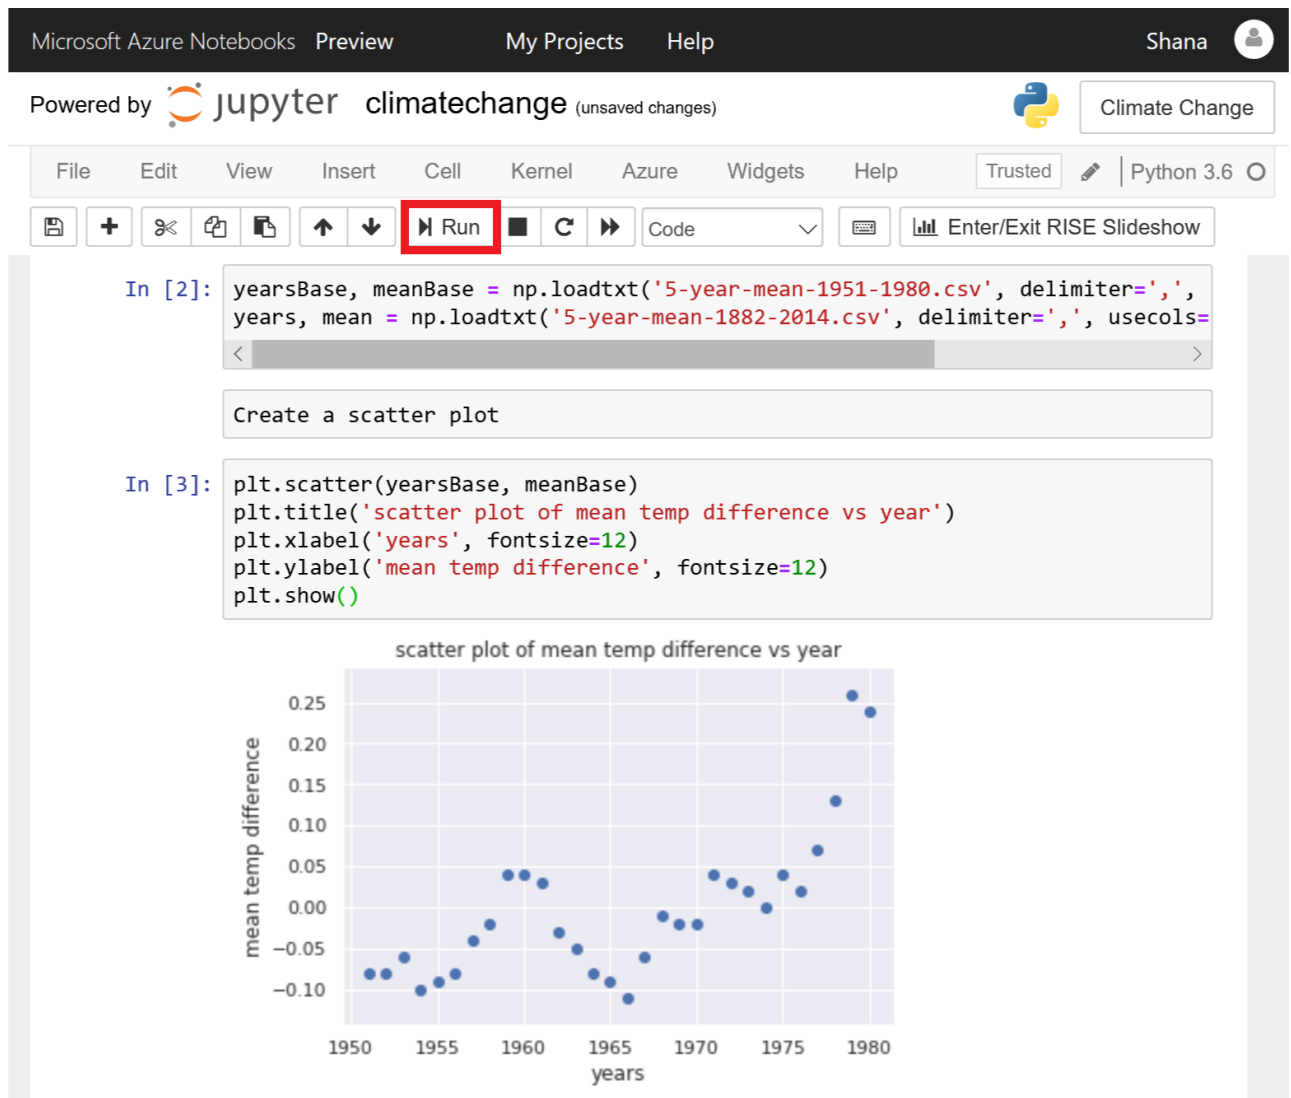 Microsoft Azure Notebooks Preview My Projects Help Shana
Powered by jupyter climatechange (unsaved changes) Climate Change
File Edit View Insert Cell Kernel Azure Widgets Help Trusted Python 3.6
Run Code Enter/Exit RISE Slideshow
In [2]: yearsBase, meanBase = np.loadtxt('5-year-mean-1951-1980.csv', delimiter=',',
years, mean = np.loadtxt('5-year-mean-1882-2014.csv', delimiter=',', usecols=
Create a scatter plot
In [3]: plt.scatter(yearsBase, meanBase)
plt.title('scatter plot of mean temp difference vs year')
plt.xlabel('years', fontsize=12)
plt.ylabel('mean temp difference', fontsize=12)
plt.show()
scatter plot of mean temp difference vs year
mean temp difference
0.25
0.20
0.15
0.10
0.05
0.00
−0.05
−0.10
1950 1955 1960 1965 1970 1975 1980
years